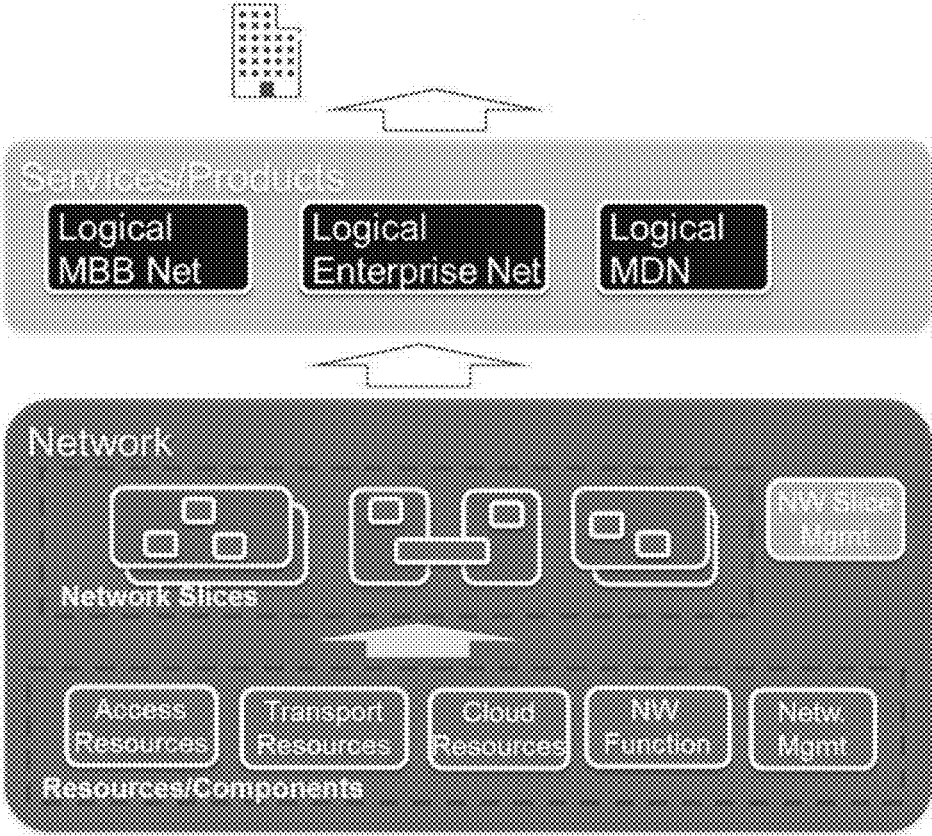 Services/Products
Logical
MBB Net
Logical
Enterprise Net
Logical
MDN
Network
NW Slice
Mgmt
Network Slices
Access
Resources
Transport
Resources
Cloud
Resources
NW
Function
Netw.
Mgmt
Resources/Components